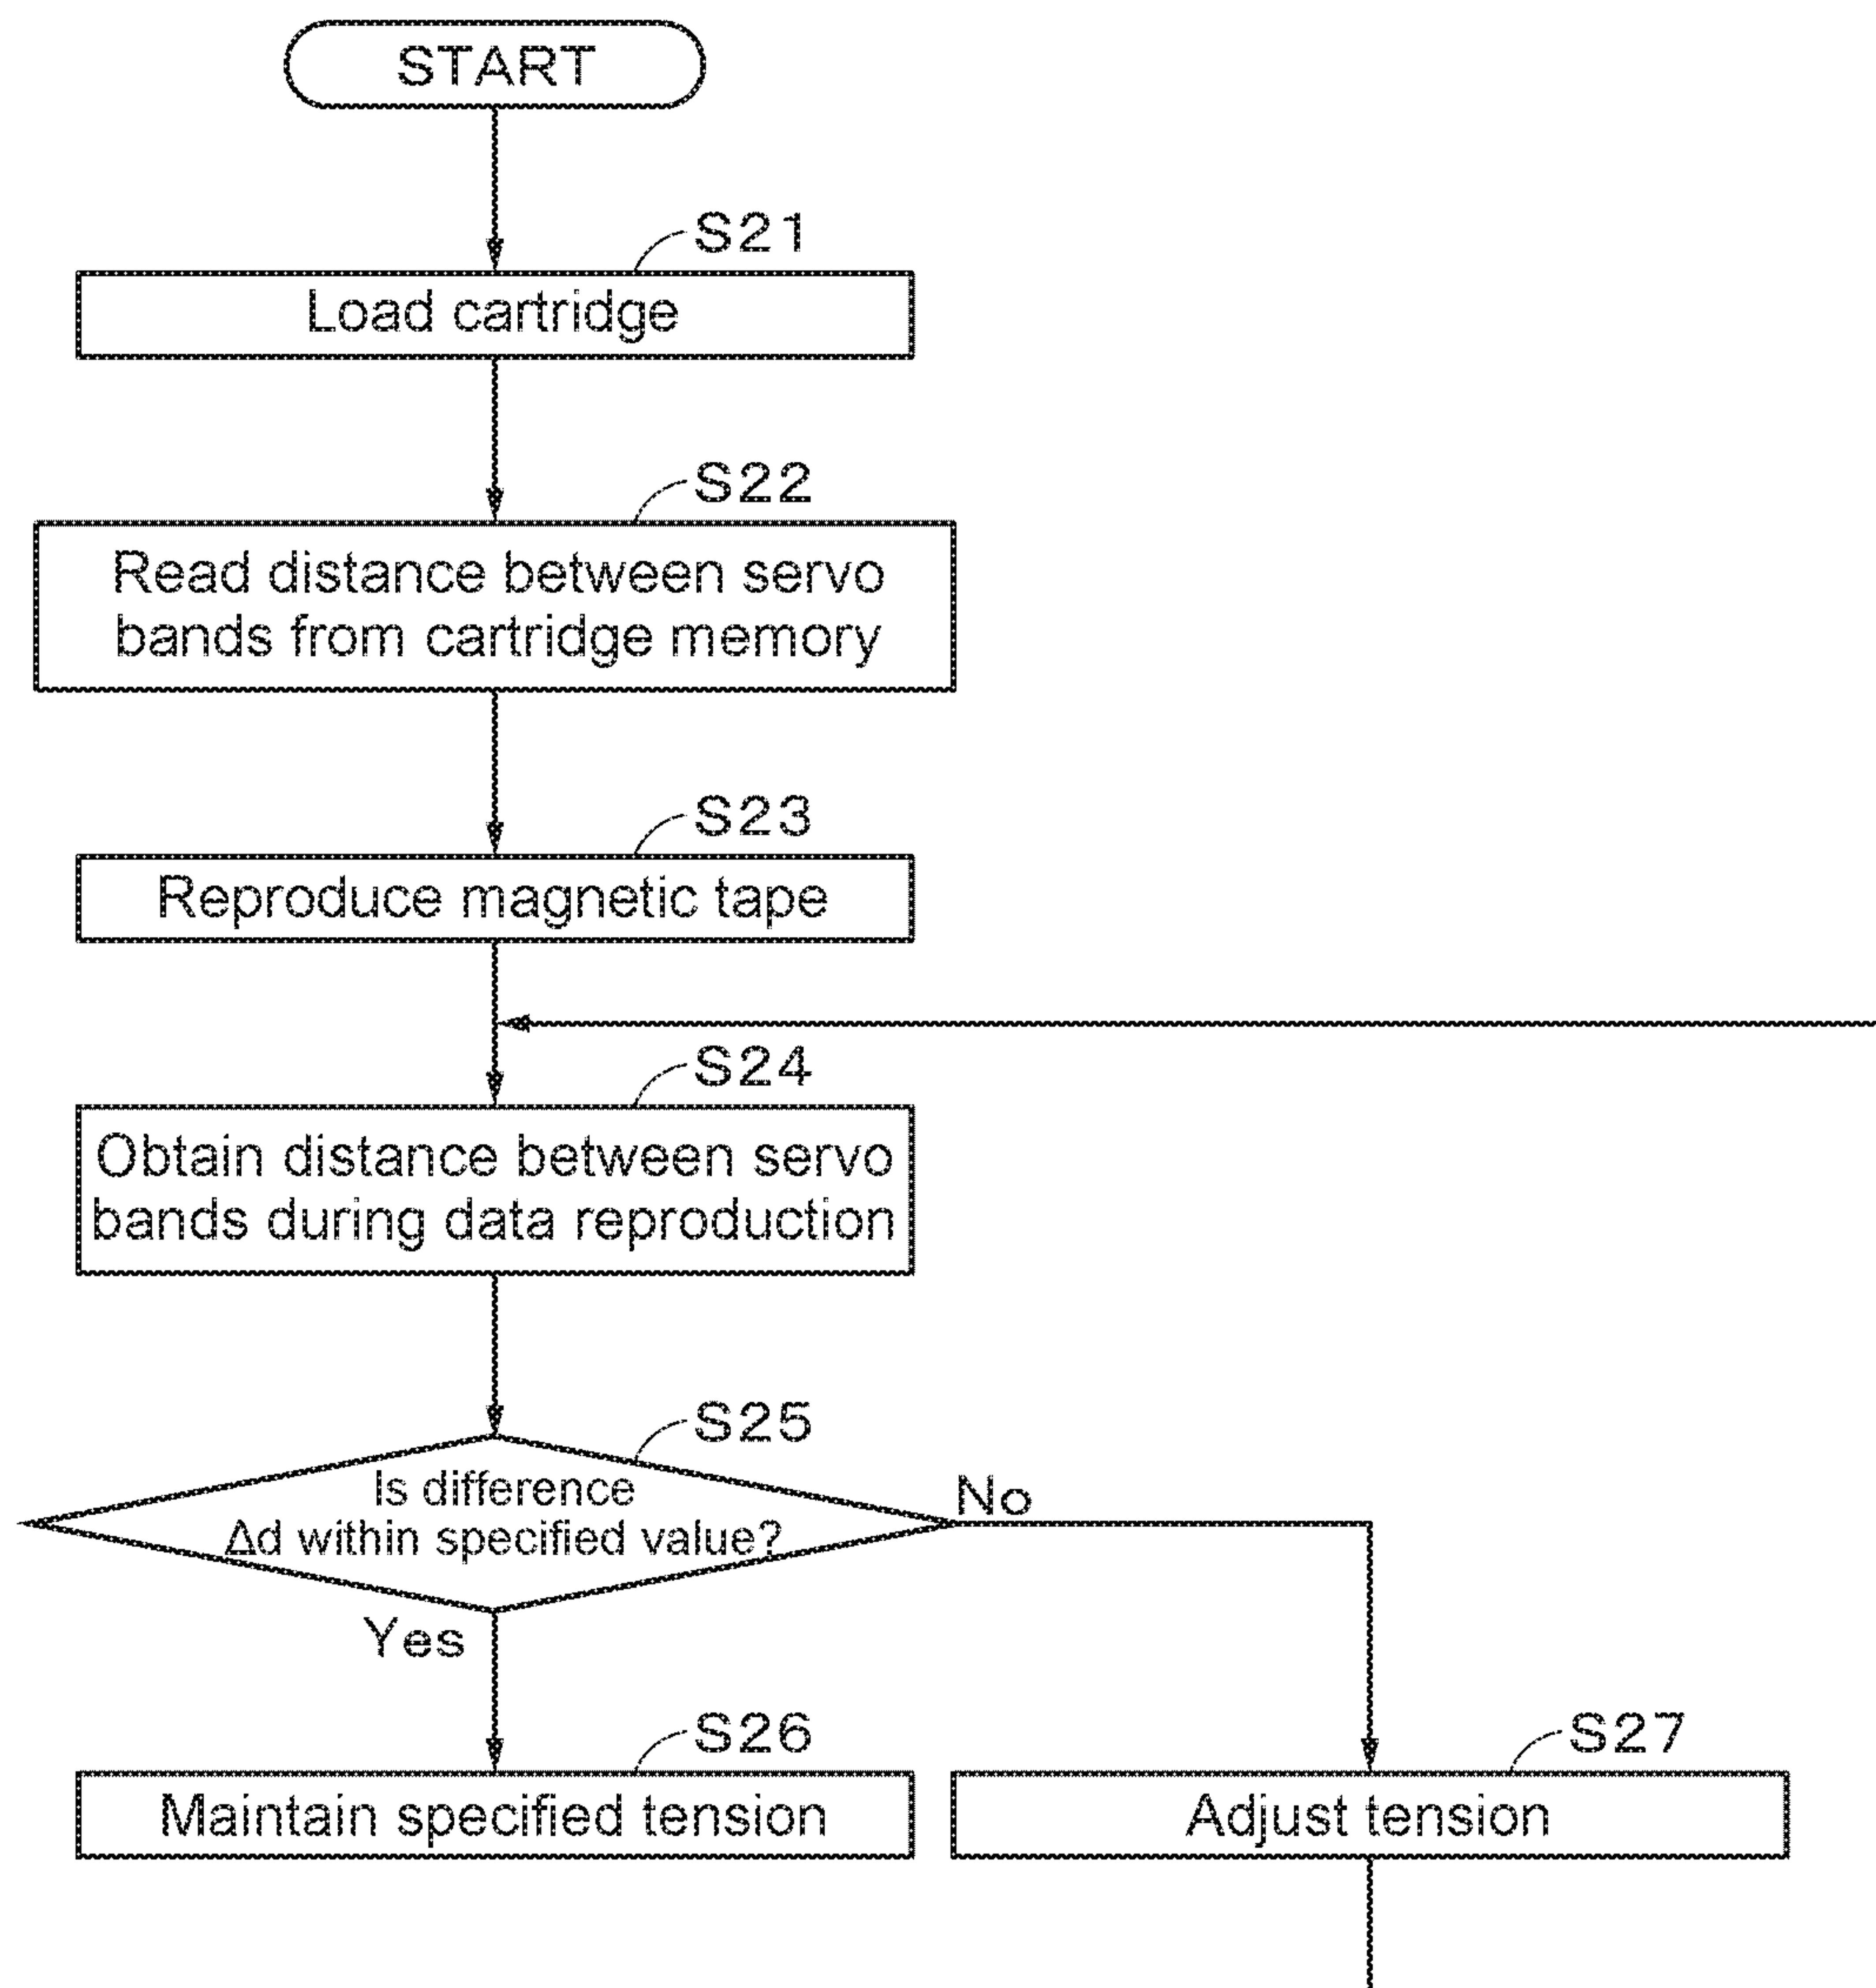 START
S21
Load cartridge
S22
Read distance between servo
bands from cartridge memory
S23
Reproduce magnetic tape
S24
Obtain distance between servo
bands during data reproduction
S25
Is difference
Δd within specified value?
No
Yes
S26
Maintain specified tension
S27
Adjust tension